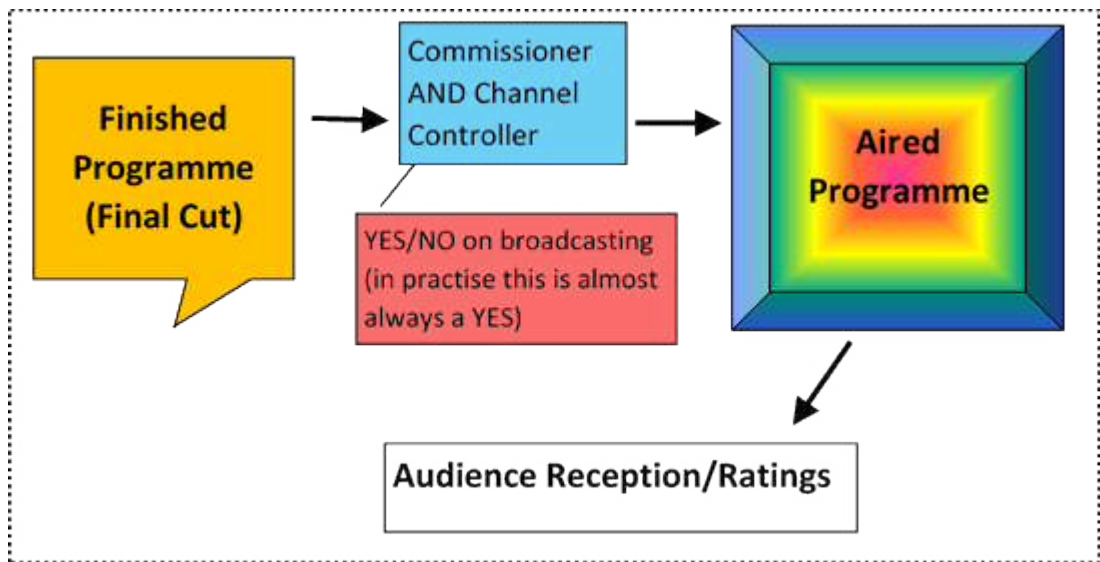 Finished
Programme
(Final Cut)
Commissioner
AND Channel
Controller
YES/NO on broadcasting
(in practise this is almost
always a YES)
Aired
Programme
Audience Reception/Ratings